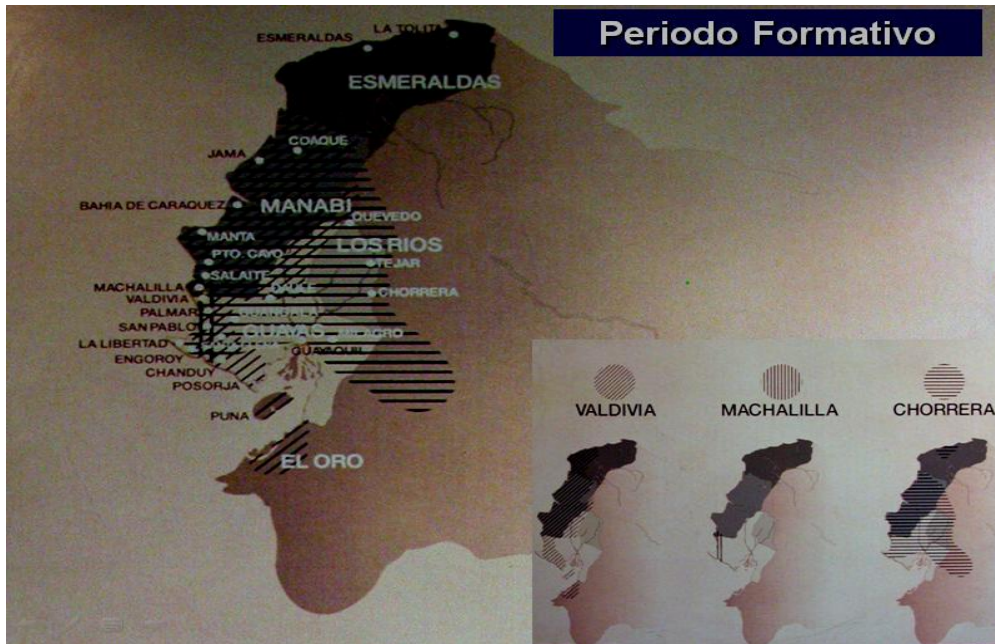 Periodo Formativo
LA TOLITA
ESMERALDAS
ESMERALDAS
COAQUE
JAMA
BAHIA DE CARAQUEZ
MANABI
QUEVEDO
MANTA
LOS RIOS
PTO. CAYO
TEJAR
SALAITE
MACHALILLA
DAULE
CHORRERA
VALDIVIA
PALMAR
GUAYAS
SAN PABLO
MILAGRO
LA LIBERTAD
GUAYAQUIL
ENGOROY
CHANDUY
POSORJA
PUNA
EL ORO
VALDIVIA
MACHALILLA
CHORRERA